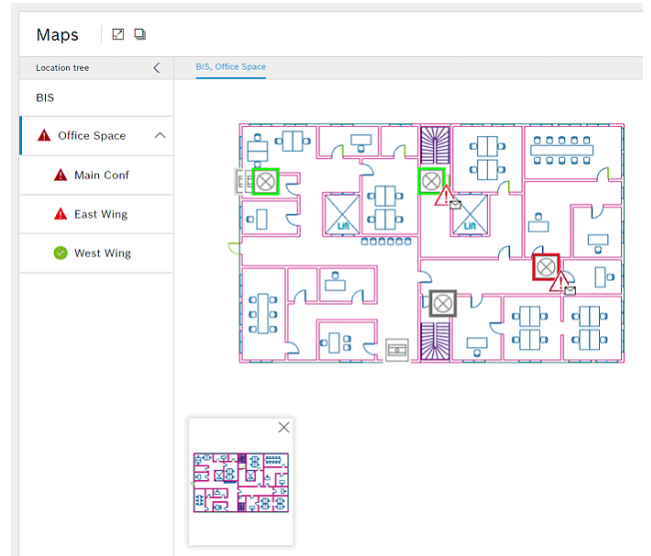 Maps
Location tree
BIS, Office Space
BIS
Office Space
Main Conf
East Wing
West Wing
Lift
Lift